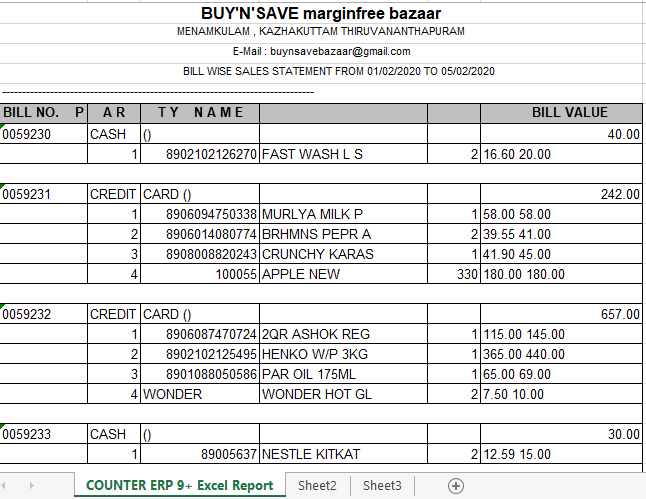 BUY'N'SAVE marginfree bazaar
MENAMKULAM , KAZHAKUTTAM THIRUVANANTHAPURAM
E-Mail : buynsavebazaar@gmail.com
BILL WISE SALES STATEMENT FROM 01/02/2020 TO 05/02/2020
--------------------------------------------------------------------------------
BILL NO. P A R T Y N A M E BILL VALUE
0059230 CASH () 40.00
1 8902102126270 FAST WASH L S 2 16.60 20.00
0059231 CREDIT CARD () 242.00
1 8906094750338 MURLYA MILK P 1 58.00 58.00
2 8906014080774 BRHMNS PEPR A 2 39.55 41.00
3 8908008820243 CRUNCHY KARAS 1 41.90 45.00
4 100055 APPLE NEW 330 180.00 180.00
0059232 CREDIT CARD () 657.00
1 8906087470724 2QR ASHOK REG 1 115.00 145.00
2 8902102125495 HENKO W/P 3KG 1 365.00 440.00
3 8901088050586 PAR OIL 175ML 1 65.00 69.00
4 WONDER WONDER HOT GL 2 7.50 10.00
0059233 CASH () 30.00
1 89005637 NESTLE KITKAT 2 12.59 15.00
COUNTER ERP 9+ Excel Report Sheet2 Sheet3